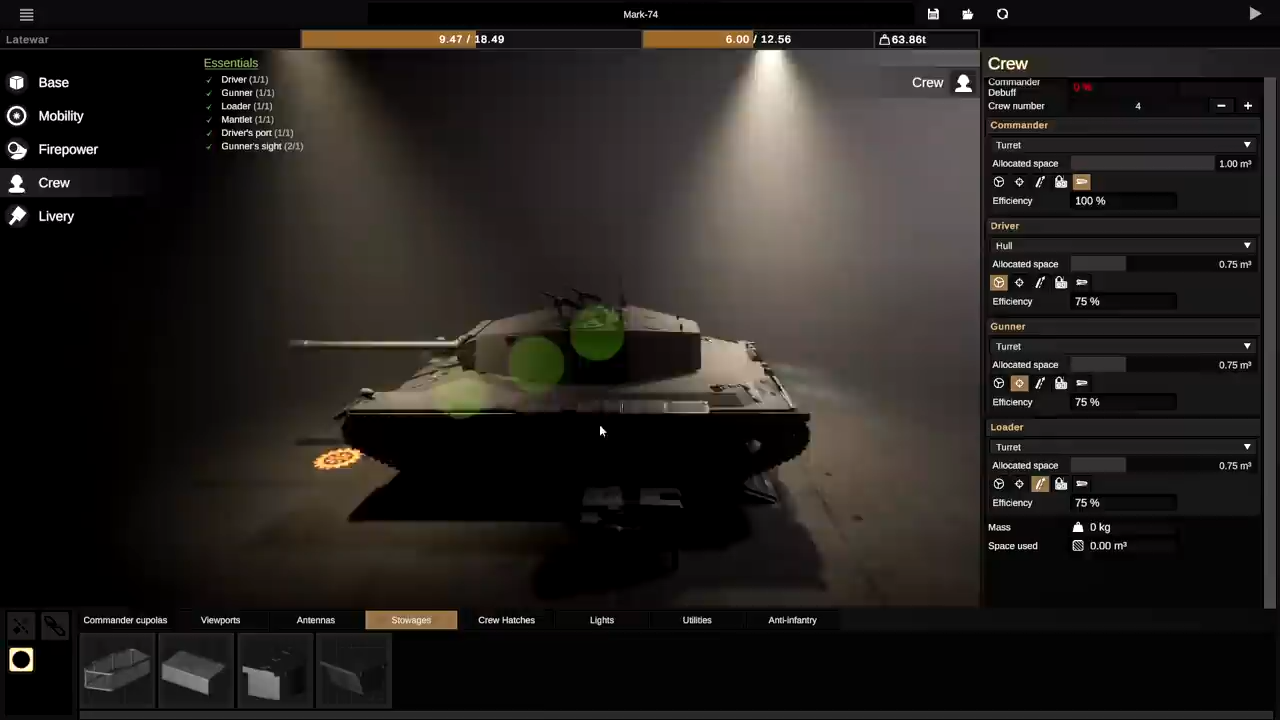 Mark-74
Latewar
9.47 / 18.49
6.00 / 12.56
63.86t
Base
Mobility
Firepower
Crew
Livery
Essentials
✓ Driver (1/1)
✓ Gunner (1/1)
✓ Loader (1/1)
✓ Mantlet (1/1)
✓ Driver's port (1/1)
✓ Gunner's sight (2/1)
Crew
Crew
Commander
Debuff
0 %
Crew number 4
Commander
Turret
Allocated space 1.00 m³
Efficiency 100 %
Driver
Hull
Allocated space 0.75 m³
Efficiency 75 %
Gunner
Turret
Allocated space 0.75 m³
Efficiency 75 %
Loader
Turret
Allocated space 0.75 m³
Efficiency 75 %
Mass 0 kg
Space used 0.00 m³
Commander cupolas
Viewports
Antennas
Stowages
Crew Hatches
Lights
Utilities
Anti-infantry